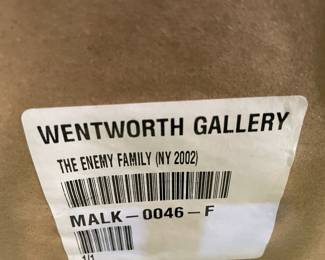 WENTWORTH GALLERY
THE ENEMY FAMILY (NY 2002)
MALK-0046-F
1/1